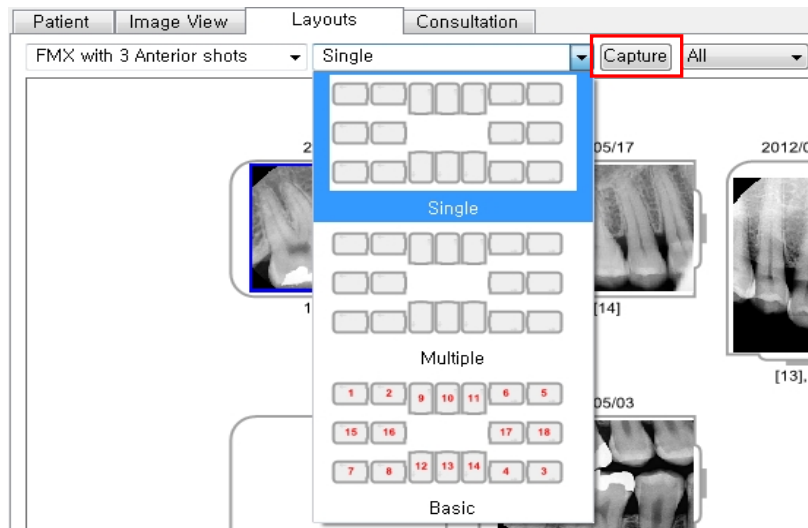 Patient Image View Layouts Consultation
FMX with 3 Anterior shots Single Capture All
2 05/17 2012/0
Single
1 [14]
Multiple
[13],
1 2 9 10 11 6 5
05/03
15 16 17 18
7 8 12 13 14 4 3
Basic